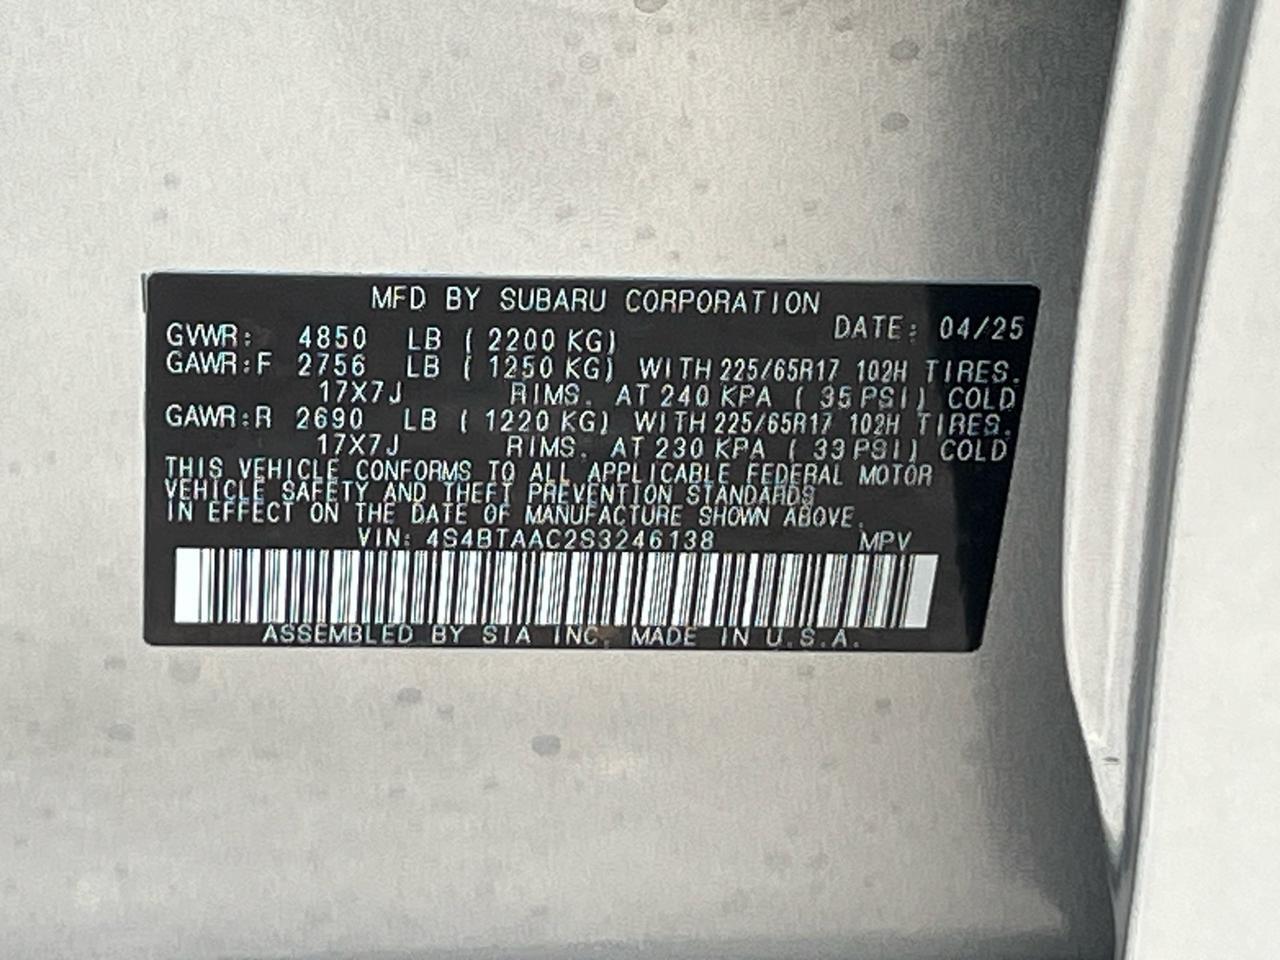 MFD BY SUBARU CORPORATION
DATE: 04/25
GVWR: 4850 LB ( 2200 KG)
GAWR:F 2756 LB ( 1250 KG) WITH 225/65R17 102H TIRES.
17X7J RIMS. AT 240 KPA ( 35 PSI) COLD
GAWR:R 2690 LB ( 1220 KG) WITH 225/65R17 102H TIRES.
17X7J RIMS. AT 230 KPA ( 33 PSI) COLD
THIS VEHICLE CONFORMS TO ALL APPLICABLE FEDERAL MOTOR
VEHICLE SAFETY AND THEFT PREVENTION STANDARDS
IN EFFECT ON THE DATE OF MANUFACTURE SHOWN ABOVE.
VIN: 4S4BTAAC2S3246138 MPV
ASSEMBLED BY SIA INC. MADE IN U.S.A.